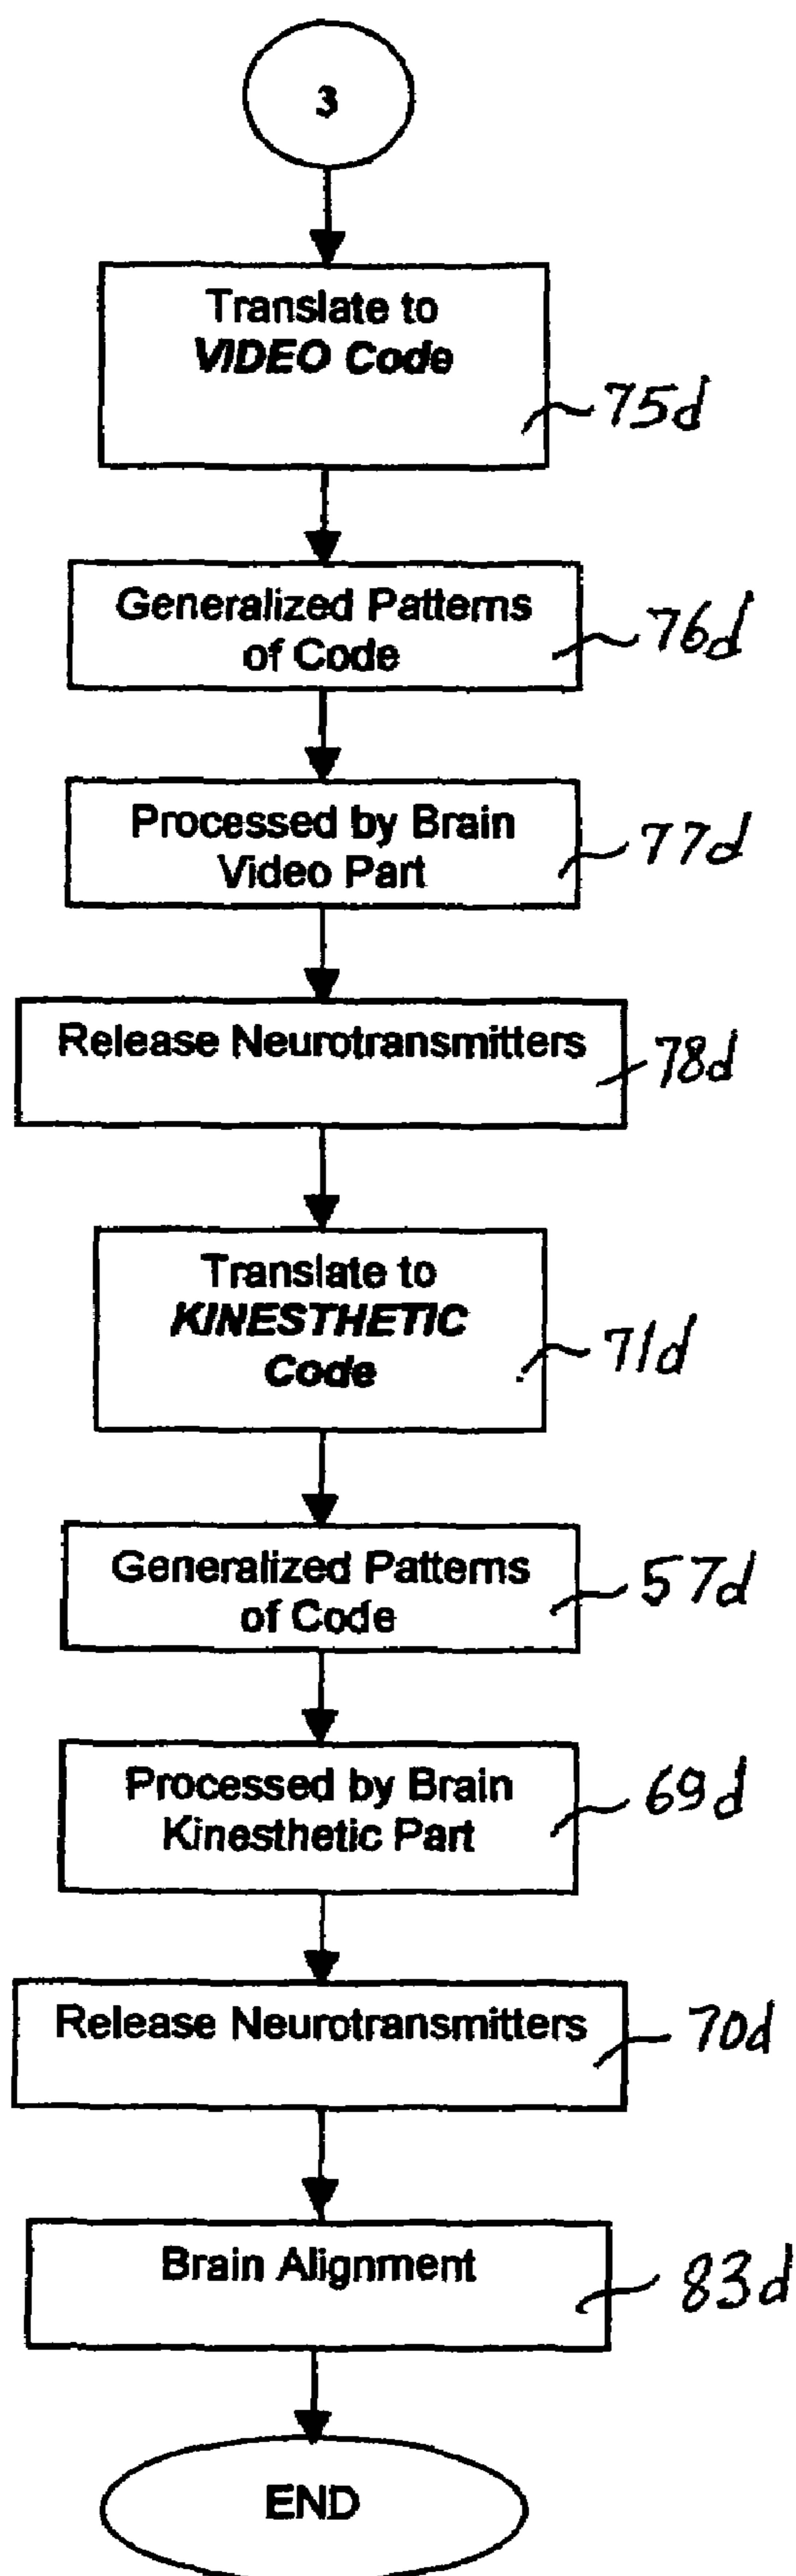 3
Translate to
VIDEO Code
75d
Generalized Patterns
of Code
76d
Processed by Brain
Video Part
77d
Release Neurotransmitters
78d
Translate to
KINESTHETIC
Code
71d
Generalized Patterns
of Code
57d
Processed by Brain
Kinesthetic Part
69d
Release Neurotransmitters
70d
Brain Alignment
83d
END